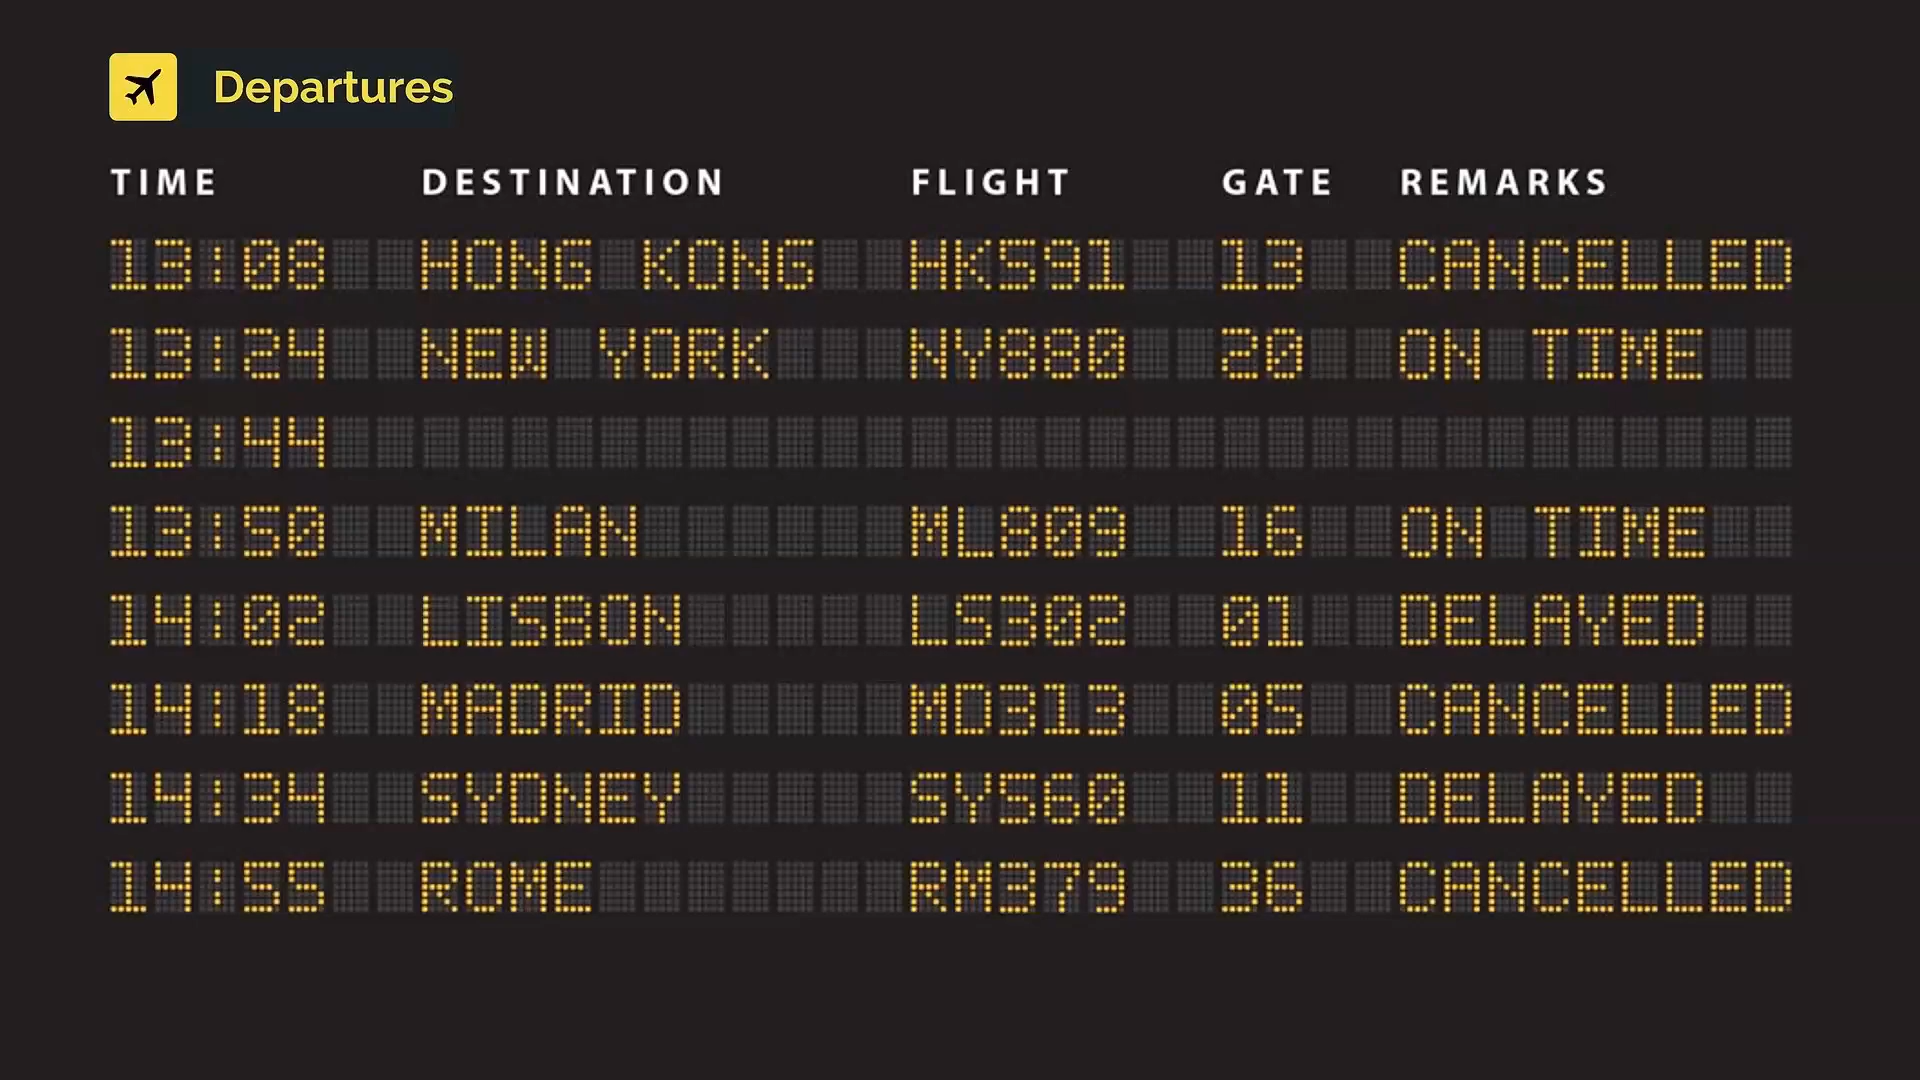 Departures
TIME DESTINATION FLIGHT GATE REMARKS
13:08 HONG KONG HK591 13 CANCELLED
13:24 NEW YORK NY880 20 ON TIME
13:44
13:50 MILAN ML809 16 ON TIME
14:02 LISBON LS302 01 DELAYED
14:18 MADRID MD313 05 CANCELLED
14:34 SYDNEY SY560 11 DELAYED
14:55 ROME RM379 36 CANCELLED